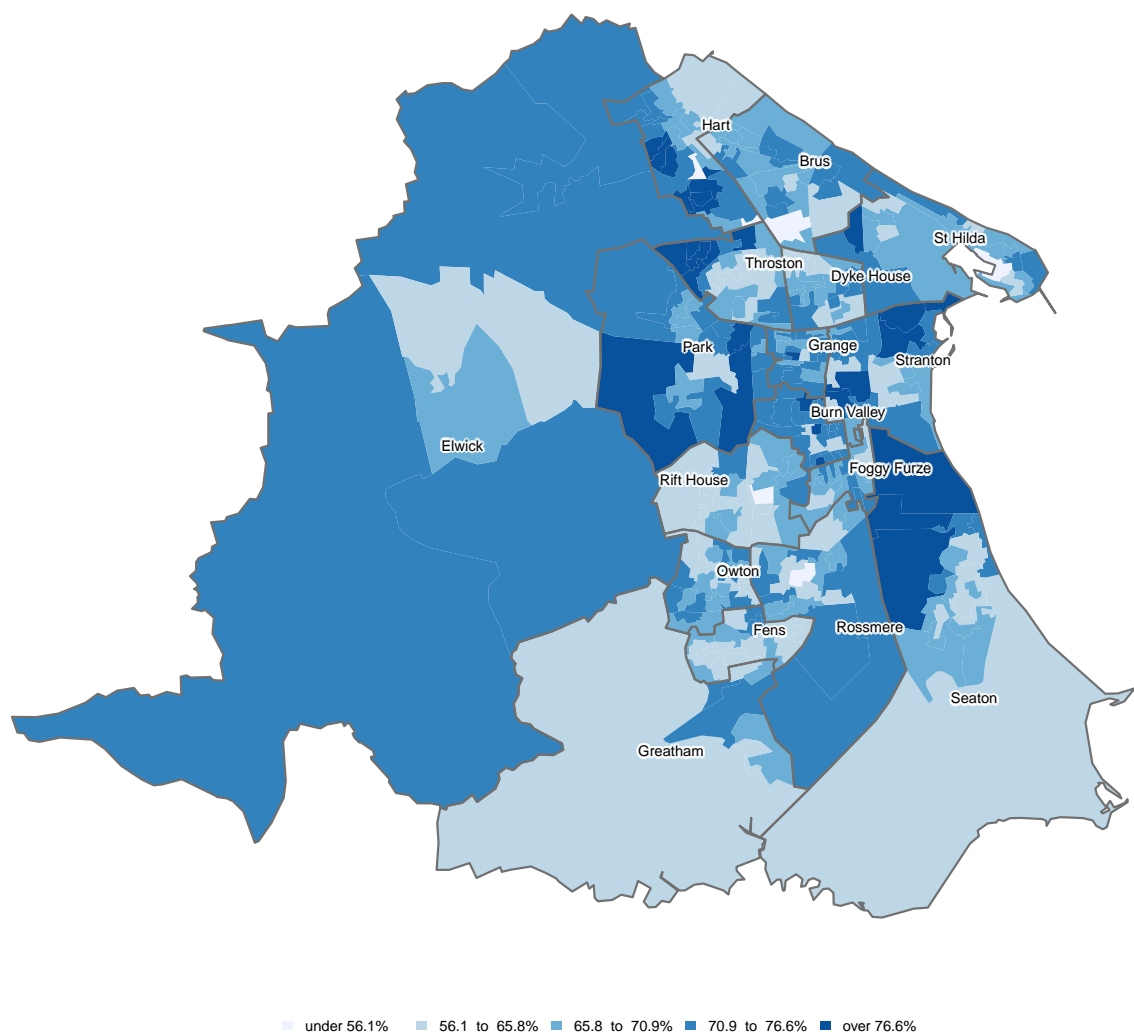 Hart
Brus
St Hilda
Throston
Dyke House
Park
Grange
Stranton
Burn Valley
Elwick
Foggy Furze
Rift House
Owton
Fens
Rossmere
Seaton
Greatham
under 56.1% 56.1 to 65.8% 65.8 to 70.9% 70.9 to 76.6% over 76.6%